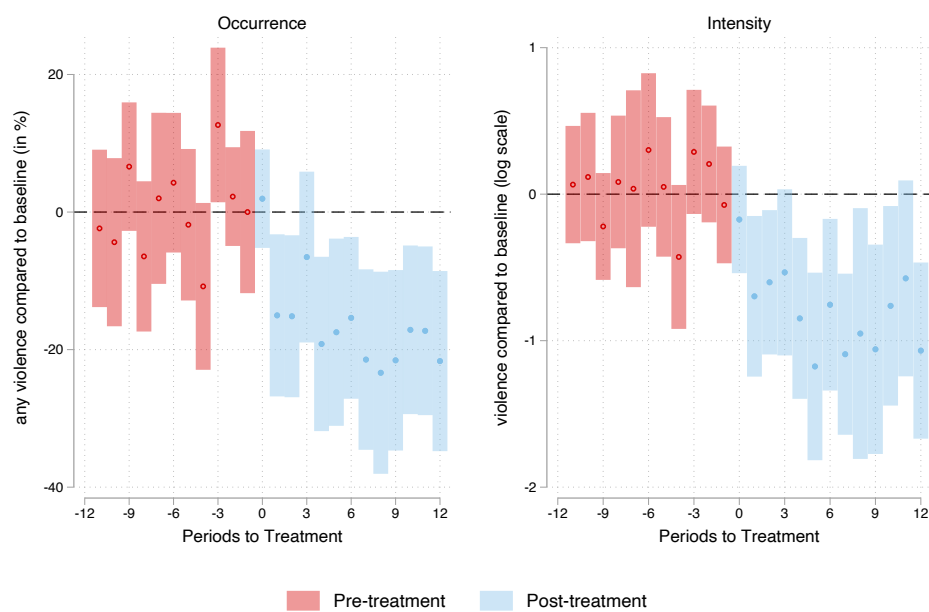 Occurrence
any violence compared to baseline (in %)
20
0
-20
-40
-12 -9 -6 -3 0 3 6 9 12
Periods to Treatment
Intensity
violence compared to baseline (log scale)
1
0
-1
-2
-12 -9 -6 -3 0 3 6 9 12
Periods to Treatment
Pre-treatment Post-treatment